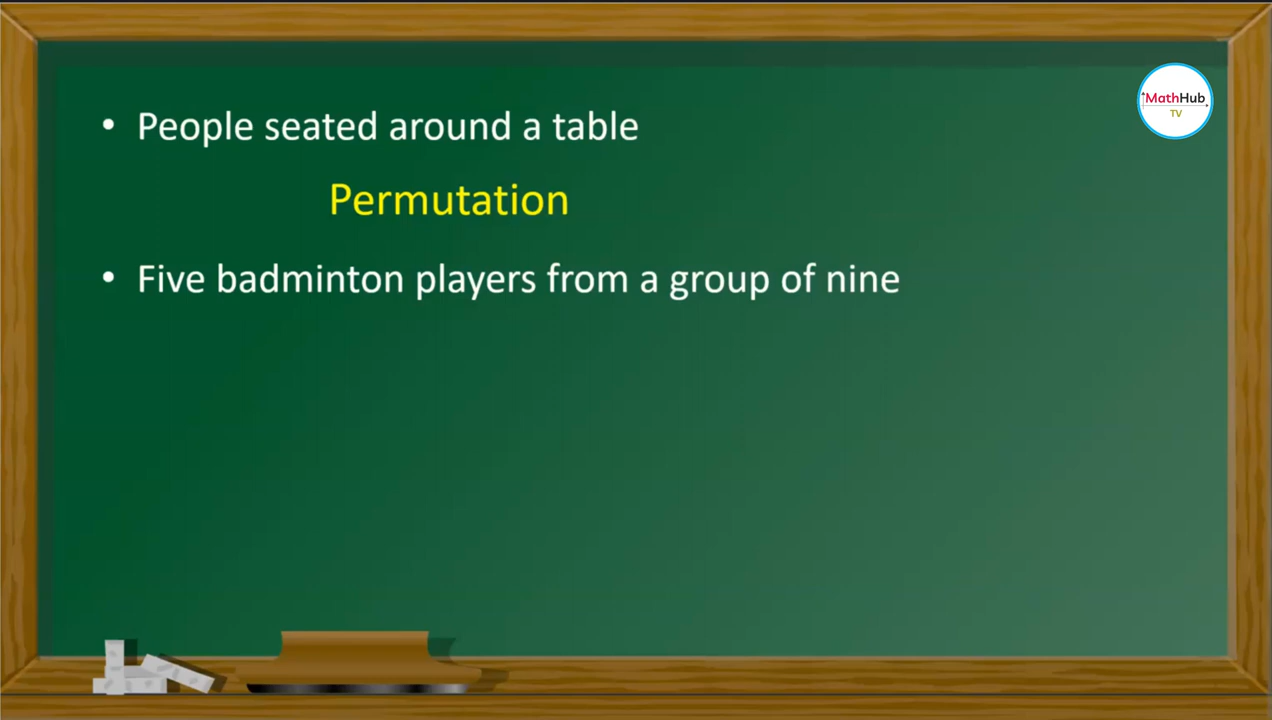 MathHub
TV
• People seated around a table
Permutation
• Five badminton players from a group of nine